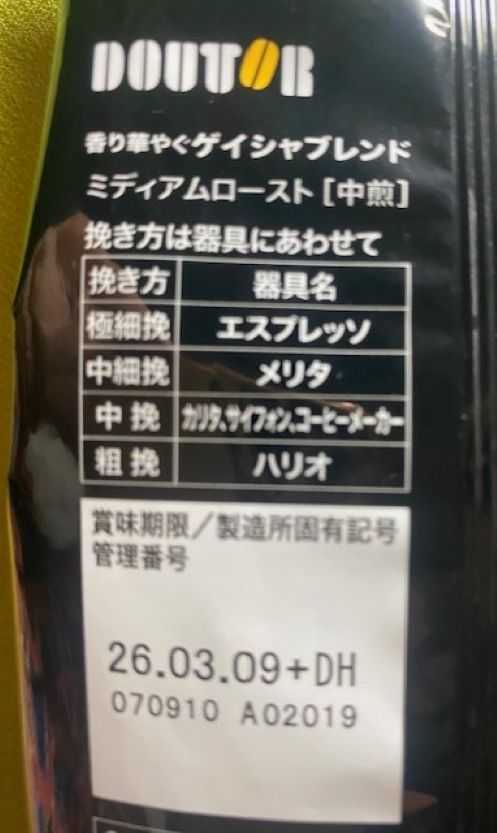 DOUTOR
香り華やぐゲイシャブレンド
ミディアムロースト [中煎]
挽き方は器具にあわせて
挽き方 器具名
極細挽 エスプレッソ
中細挽 メリタ
中挽 カリタ、サイフォン、コーヒーメーカー
粗挽 ハリオ
賞味期限／製造所固有記号
管理番号
26.03.09+DH
070910 A02019